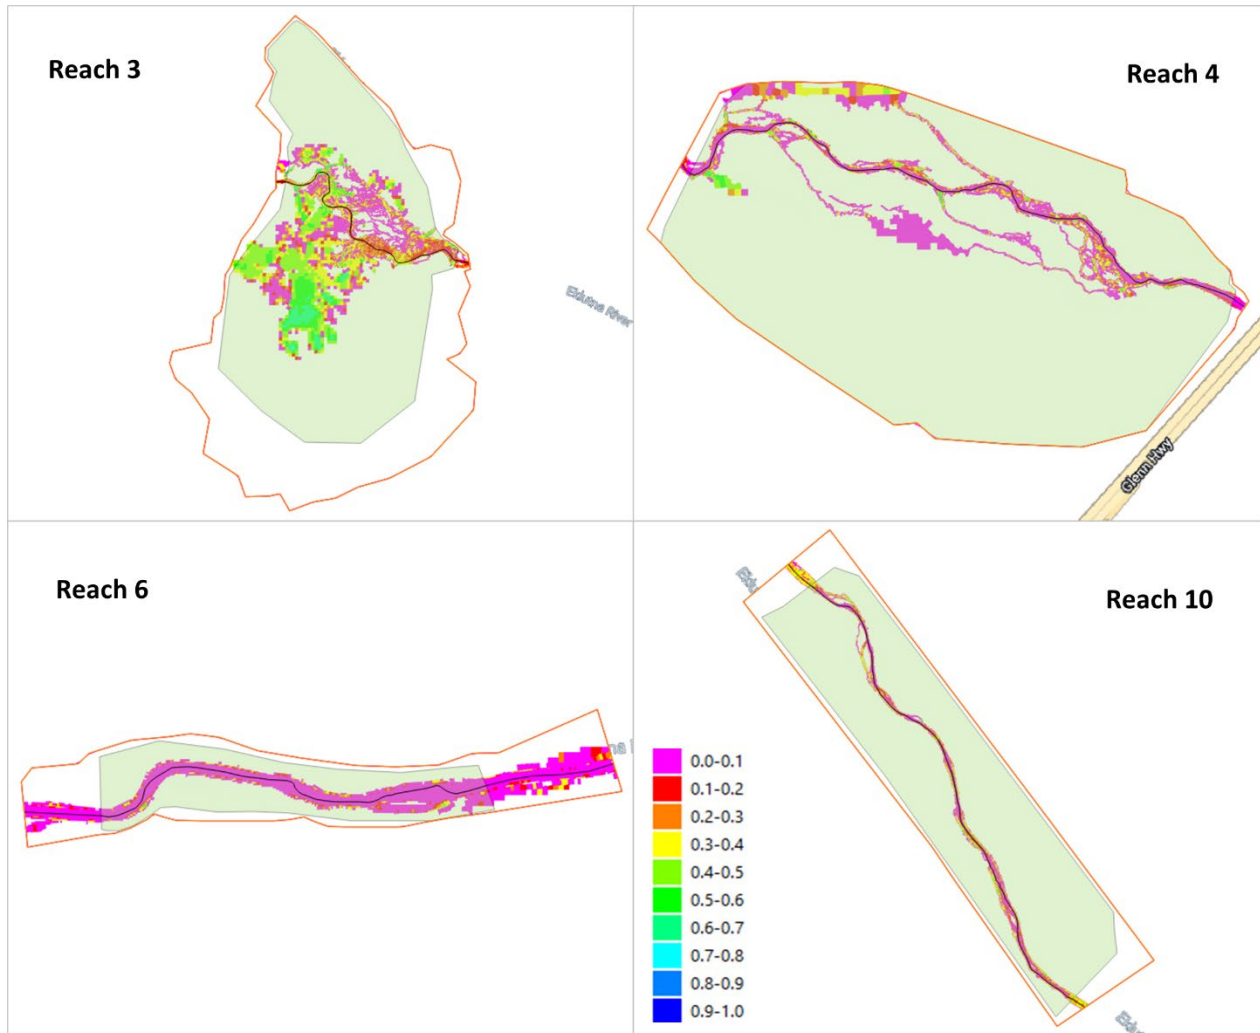 Reach 3
Reach 4
Eklutna River
Glenn Hwy
Reach 6
Reach 10
0.0-0.1
0.1-0.2
0.2-0.3
0.3-0.4
0.4-0.5
0.5-0.6
0.6-0.7
0.7-0.8
0.8-0.9
0.9-1.0